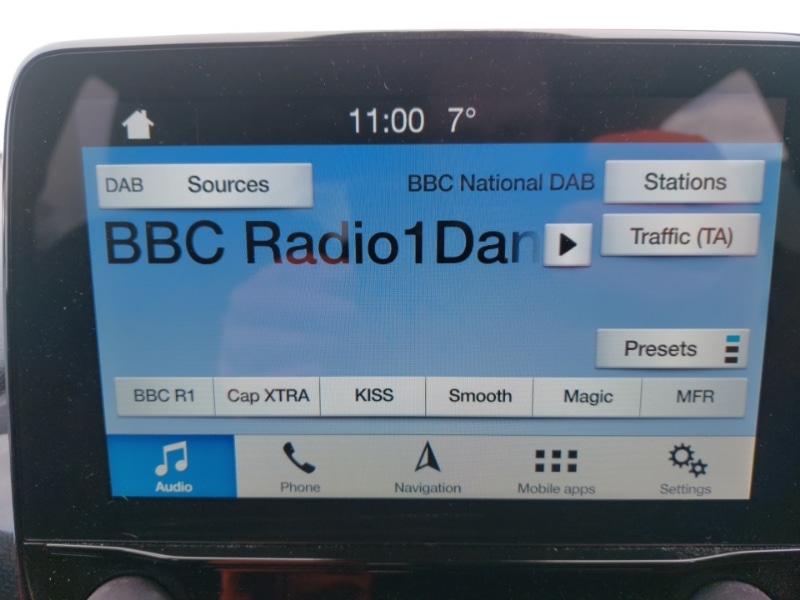 11:00 7°
DAB Sources BBC National DAB Stations
BBC Radio1Dan
Traffic (TA)
Presets
BBC R1 Cap XTRA KISS Smooth Magic MFR
Audio Phone Navigation Mobile apps Settings